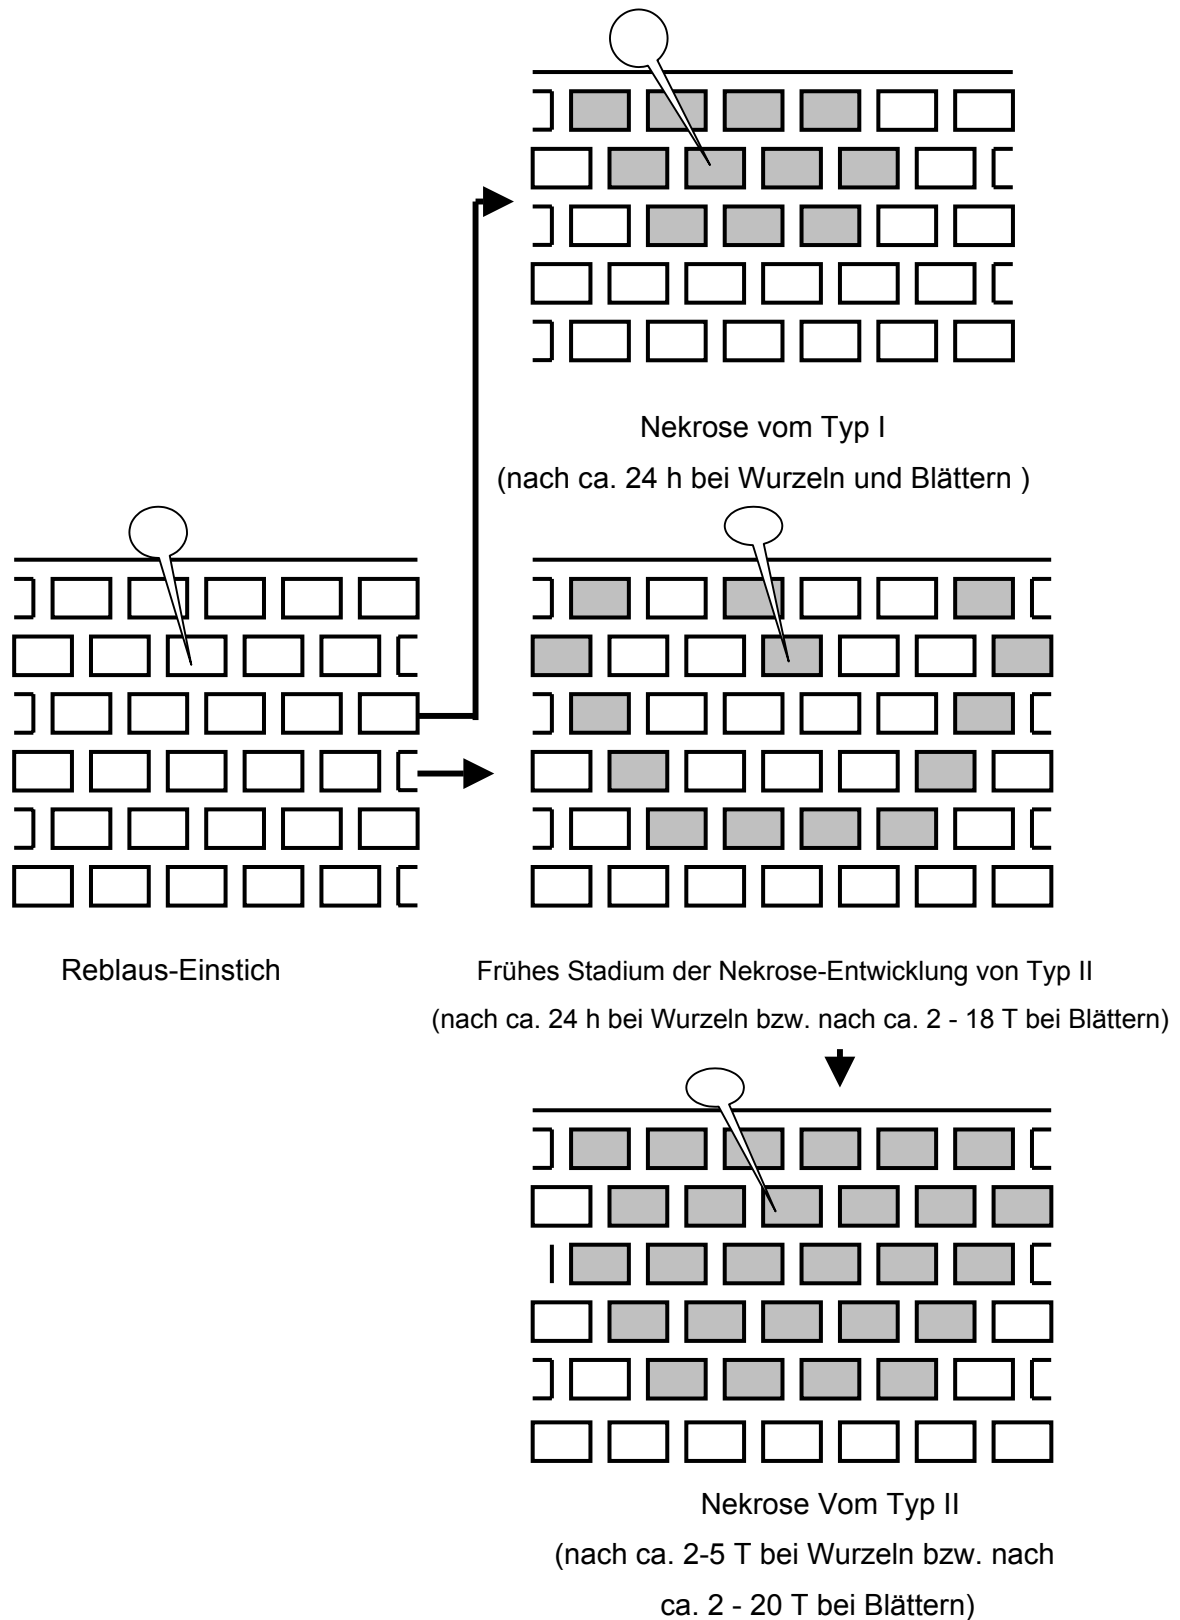 Nekrose vom Typ I
(nach ca. 24 h bei Wurzeln und Blättern )
Reblaus-Einstich
Frühes Stadium der Nekrose-Entwicklung von Typ II
(nach ca. 24 h bei Wurzeln bzw. nach ca. 2 - 18 T bei Blättern)
Nekrose Vom Typ II
(nach ca. 2-5 T bei Wurzeln bzw. nach
ca. 2 - 20 T bei Blättern)